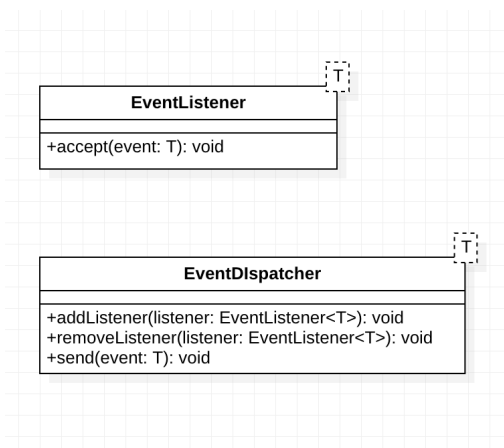 T
EventListener
+accept(event: T): void
T
EventDIspatcher
+addListener(listener: EventListener<T>): void
+removeListener(listener: EventListener<T>): void
+send(event: T): void